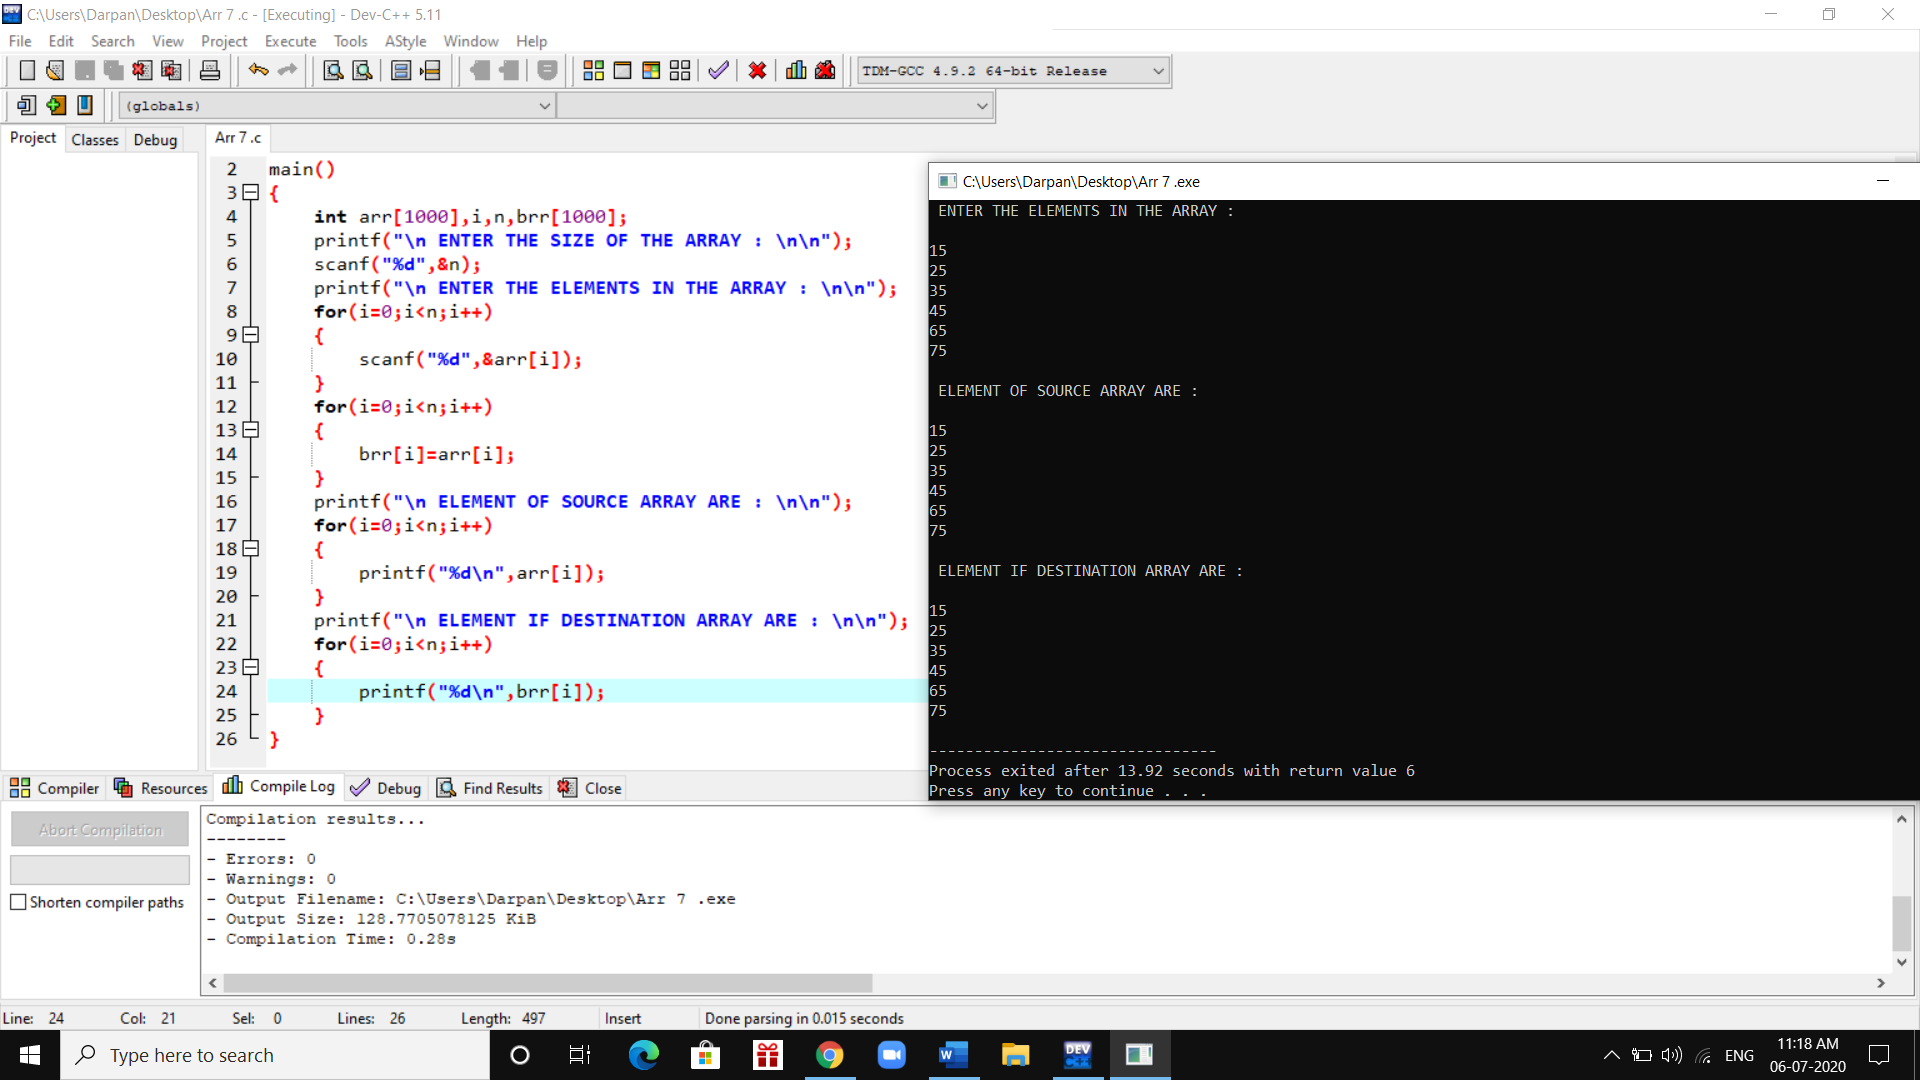 C:\Users\Darpan\Desktop\Arr 7 .c - [Executing] - Dev-C++ 5.11
File Edit Search View Project Execute Tools AStyle Window Help
TDM-GCC 4.9.2 64-bit Release
(globals)
Project Classes Debug
Arr 7 .c
2 main()
3 {
4 int arr[1000],i,n,brr[1000];
5 printf("\n ENTER THE SIZE OF THE ARRAY : \n\n");
6 scanf("%d",&n);
7 printf("\n ENTER THE ELEMENTS IN THE ARRAY : \n\n");
8 for(i=0;i<n;i++)
9 {
10 scanf("%d",&arr[i]);
11 }
12 for(i=0;i<n;i++)
13 {
14 brr[i]=arr[i];
15 }
16 printf("\n ELEMENT OF SOURCE ARRAY ARE : \n\n");
17 for(i=0;i<n;i++)
18 {
19 printf("%d\n",arr[i]);
20 }
21 printf("\n ELEMENT IF DESTINATION ARRAY ARE : \n\n");
22 for(i=0;i<n;i++)
23 {
24 printf("%d\n",brr[i]);
25 }
26 }
C:\Users\Darpan\Desktop\Arr 7 .exe
ENTER THE ELEMENTS IN THE ARRAY :
15
25
35
45
65
75
ELEMENT OF SOURCE ARRAY ARE :
15
25
35
45
65
75
ELEMENT IF DESTINATION ARRAY ARE :
15
25
35
45
65
75
--------------------------------
Process exited after 13.92 seconds with return value 6
Press any key to continue . . .
Compiler Resources Compile Log Debug Find Results Close
Abort Compilation
Shorten compiler paths
Compilation results...
--------
- Errors: 0
- Warnings: 0
- Output Filename: C:\Users\Darpan\Desktop\Arr 7 .exe
- Output Size: 128.7705078125 KiB
- Compilation Time: 0.28s
Line: 24 Col: 21 Sel: 0 Lines: 26 Length: 497 Insert Done parsing in 0.015 seconds
Type here to search
DEV C++
ENG
11:18 AM
06-07-2020